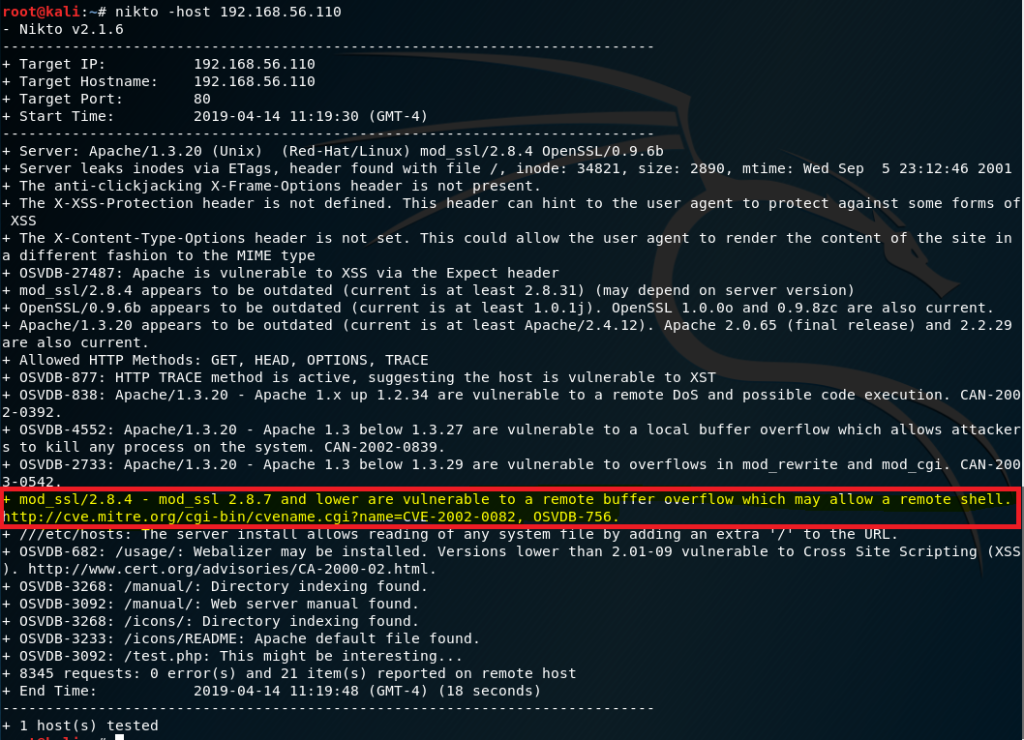 root@kali:~# nikto -host 192.168.56.110
- Nikto v2.1.6
---------------------------------------------------------------------------
+ Target IP:          192.168.56.110
+ Target Hostname:    192.168.56.110
+ Target Port:        80
+ Start Time:         2019-04-14 11:19:30 (GMT-4)
---------------------------------------------------------------------------
+ Server: Apache/1.3.20 (Unix)  (Red-Hat/Linux) mod_ssl/2.8.4 OpenSSL/0.9.6b
+ Server leaks inodes via ETags, header found with file /, inode: 34821, size: 2890, mtime: Wed Sep  5 23:12:46 2001
+ The anti-clickjacking X-Frame-Options header is not present.
+ The X-XSS-Protection header is not defined. This header can hint to the user agent to protect against some forms of
 XSS
+ The X-Content-Type-Options header is not set. This could allow the user agent to render the content of the site in
a different fashion to the MIME type
+ OSVDB-27487: Apache is vulnerable to XSS via the Expect header
+ mod_ssl/2.8.4 appears to be outdated (current is at least 2.8.31) (may depend on server version)
+ OpenSSL/0.9.6b appears to be outdated (current is at least 1.0.1j). OpenSSL 1.0.0o and 0.9.8zc are also current.
+ Apache/1.3.20 appears to be outdated (current is at least Apache/2.4.12). Apache 2.0.65 (final release) and 2.2.29
are also current.
+ Allowed HTTP Methods: GET, HEAD, OPTIONS, TRACE
+ OSVDB-877: HTTP TRACE method is active, suggesting the host is vulnerable to XST
+ OSVDB-838: Apache/1.3.20 - Apache 1.x up 1.2.34 are vulnerable to a remote DoS and possible code execution. CAN-200
2-0392.
+ OSVDB-4552: Apache/1.3.20 - Apache 1.3 below 1.3.27 are vulnerable to a local buffer overflow which allows attacker
s to kill any process on the system. CAN-2002-0839.
+ OSVDB-2733: Apache/1.3.20 - Apache 1.3 below 1.3.29 are vulnerable to overflows in mod_rewrite and mod_cgi. CAN-200
3-0542.
+ mod_ssl/2.8.4 - mod_ssl 2.8.7 and lower are vulnerable to a remote buffer overflow which may allow a remote shell.
http://cve.mitre.org/cgi-bin/cvename.cgi?name=CVE-2002-0082, OSVDB-756.
+ ///etc/hosts: The server install allows reading of any system file by adding an extra '/' to the URL.
+ OSVDB-682: /usage/: Webalizer may be installed. Versions lower than 2.01-09 vulnerable to Cross Site Scripting (XSS
). http://www.cert.org/advisories/CA-2000-02.html.
+ OSVDB-3268: /manual/: Directory indexing found.
+ OSVDB-3092: /manual/: Web server manual found.
+ OSVDB-3268: /icons/: Directory indexing found.
+ OSVDB-3233: /icons/README: Apache default file found.
+ OSVDB-3092: /test.php: This might be interesting...
+ 8345 requests: 0 error(s) and 21 item(s) reported on remote host
+ End Time:           2019-04-14 11:19:48 (GMT-4) (18 seconds)
---------------------------------------------------------------------------
+ 1 host(s) tested